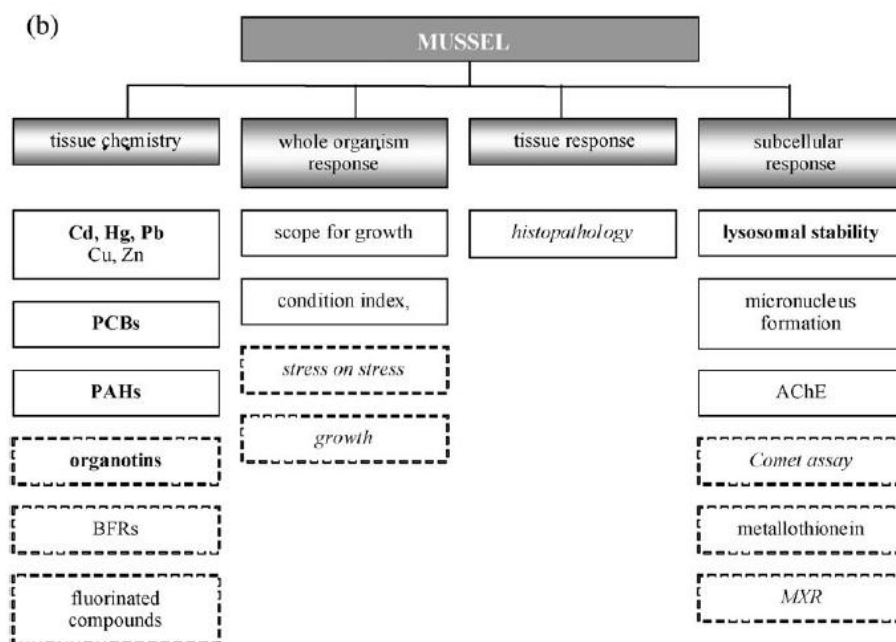 (b)
MUSSEL
tissue chemistry
whole organism
response
tissue response
subcellular
response
Cd, Hg, Pb
Cu, Zn
PCBs
PAHs
organotins
BFRs
fluorinated
compounds
scope for growth
condition index,
stress on stress
growth
histopathology
lysosomal stability
micronucleus
formation
AChE
Comet assay
metallothionein
MXR